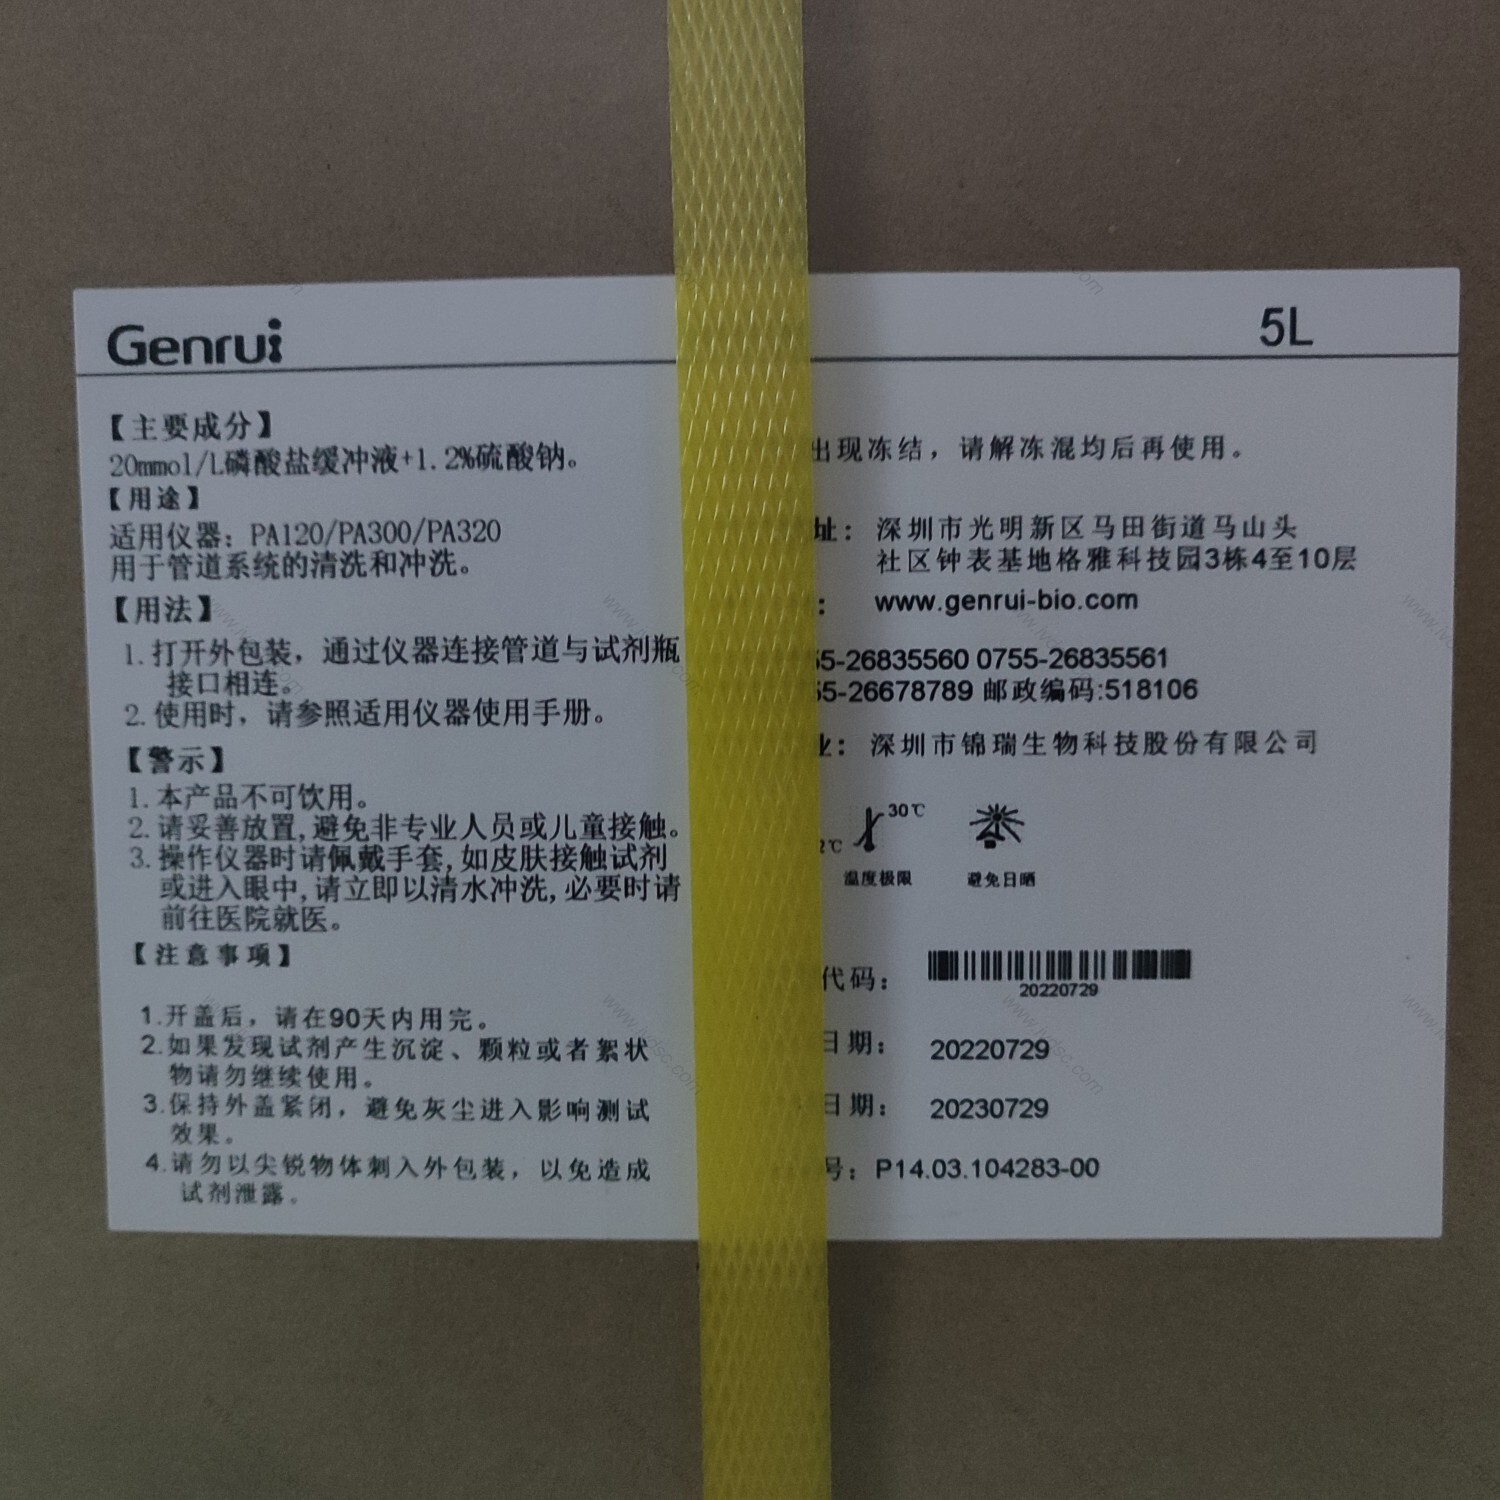 Genrui
5L
【主要成分】
20mmol/L磷酸盐缓冲液+1.2%硫酸钠。
【用途】
适用仪器：PA120/PA300/PA320
用于管道系统的清洗和冲洗。
【用法】
1.打开外包装，通过仪器连接管道与试剂瓶
接口相连。
2.使用时，请参照适用仪器使用手册。
【警示】
1.本产品不可饮用。
2.请妥善放置,避免非专业人员或儿童接触。
3.操作仪器时请佩戴手套,如皮肤接触试剂
或进入眼中,请立即以清水冲洗,必要时请
前往医院就医。
【注意事项】
1.开盖后，请在90天内用完。
2.如果发现试剂产生沉淀、颗粒或者絮状
物请勿继续使用。
3.保持外盖紧闭，避免灰尘进入影响测试
效果。
4.请勿以尖锐物体刺入外包装，以免造成
试剂泄露。
出现冻结，请解冻混均后再使用。
址：深圳市光明新区马田街道马山头
社区钟表基地格雅科技园3栋4至10层
：www.genrui-bio.com
55-26835560 0755-26835561
55-26678789 邮政编码:518106
业：深圳市锦瑞生物科技股份有限公司
30℃
2℃
温度极限
避免日晒
代码：
20220729
日期：20220729
日期：20230729
号：P14.03.104283-00